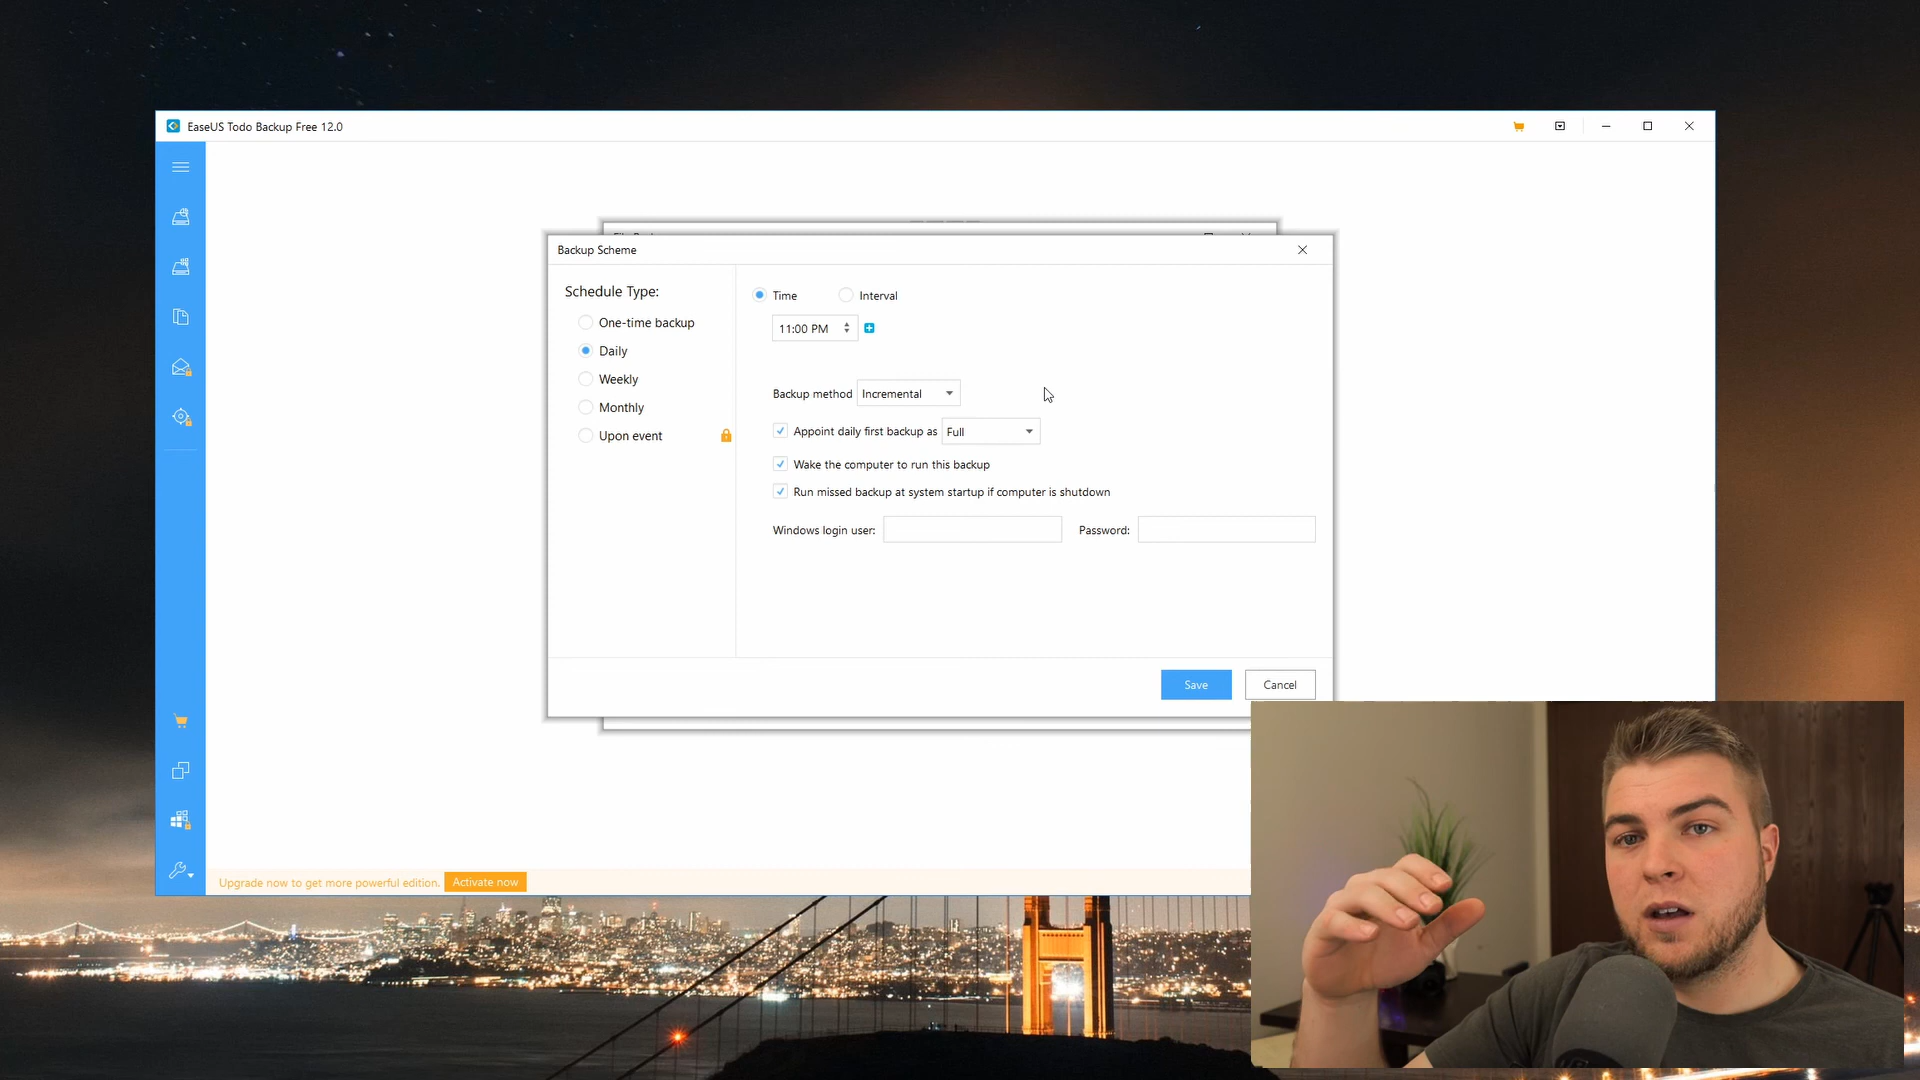 EaseUS Todo Backup Free 12.0
Backup Scheme
Schedule Type:
One-time backup
Daily
Weekly
Monthly
Upon event
Time Interval
11:00 PM
Backup method Incremental
Appoint daily first backup as Full
Wake the computer to run this backup
Run missed backup at system startup if computer is shutdown
Windows login user: Password:
Save Cancel
Upgrade now to get more powerful edition. Activate now